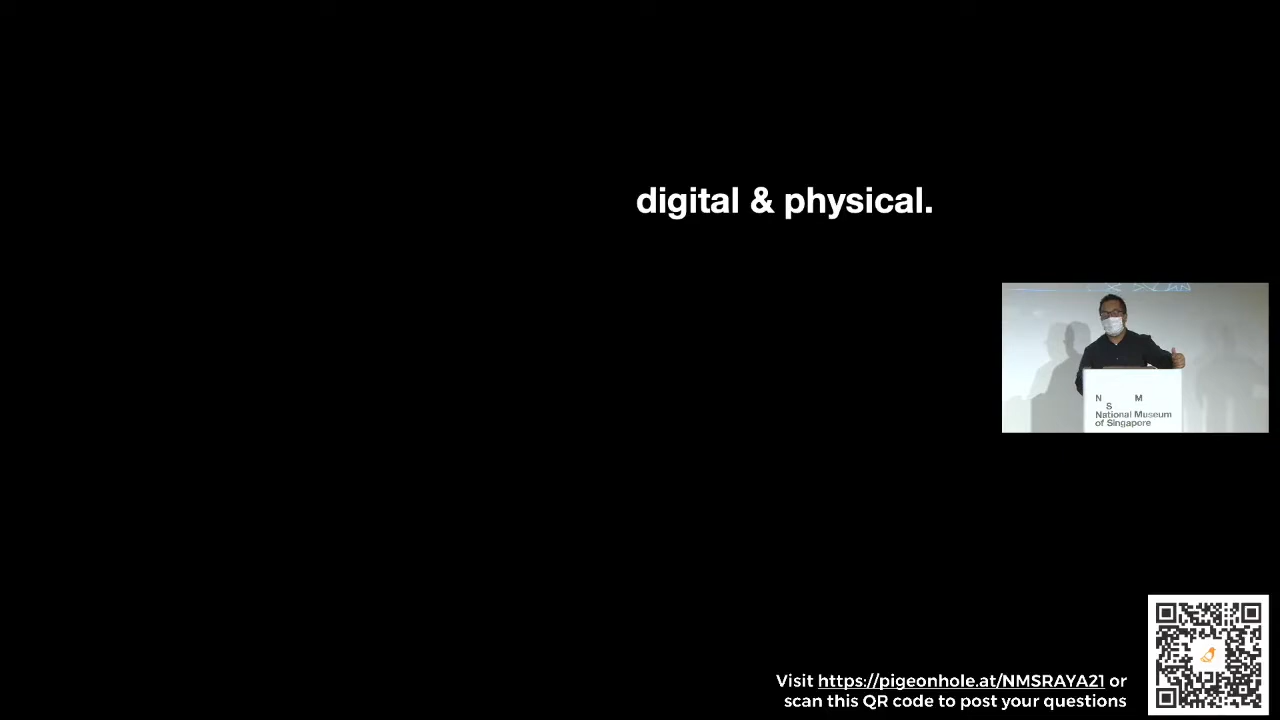 digital & physical.
N M
S
National Museum
of Singapore
Visit https://pigeonhole.at/NMSRAYA21 or
scan this QR code to post your questions